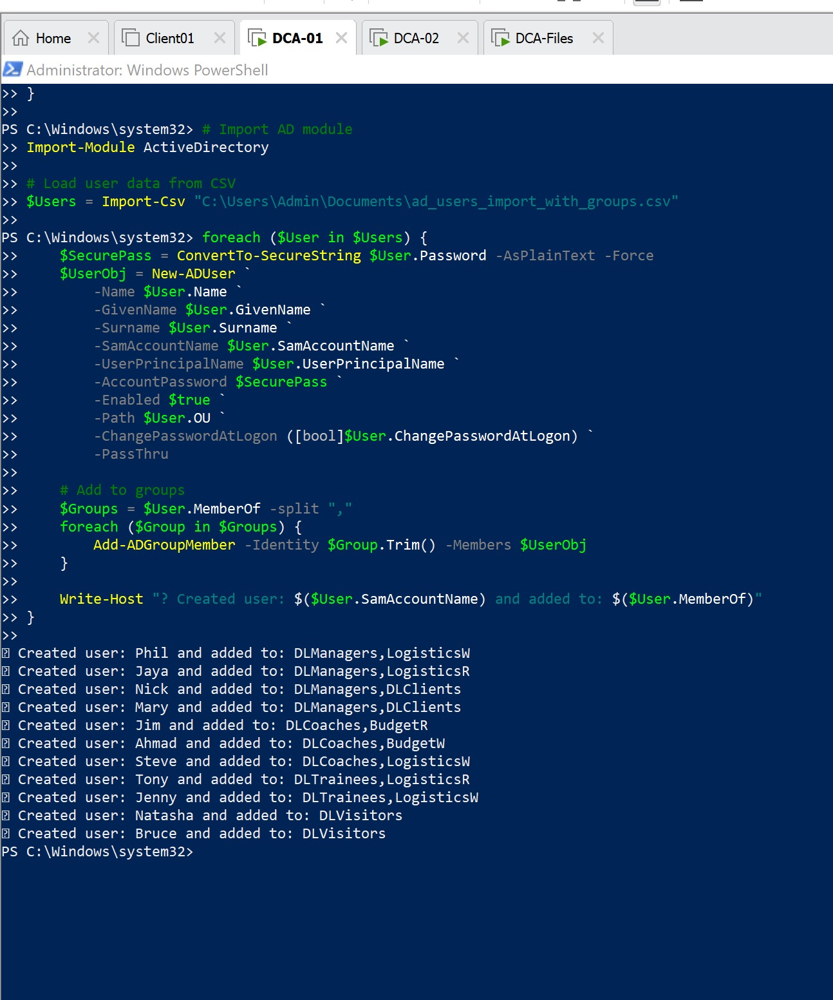 Home
Client01
DCA-01
DCA-02
DCA-Files
Administrator: Windows PowerShell
>> }
>>
PS C:\Windows\system32> # Import AD module
>> Import-Module ActiveDirectory
>>
>> # Load user data from CSV
>> $Users = Import-Csv "C:\Users\Admin\Documents\ad_users_import_with_groups.csv"
>>
PS C:\Windows\system32> foreach ($User in $Users) {
>>     $SecurePass = ConvertTo-SecureString $User.Password -AsPlainText -Force
>>     $UserObj = New-ADUser `
>>         -Name $User.Name `
>>         -GivenName $User.GivenName `
>>         -Surname $User.Surname `
>>         -SamAccountName $User.SamAccountName `
>>         -UserPrincipalName $User.UserPrincipalName `
>>         -AccountPassword $SecurePass `
>>         -Enabled $true `
>>         -Path $User.OU `
>>         -ChangePasswordAtLogon ([bool]$User.ChangePasswordAtLogon) `
>>         -PassThru
>>
>>     # Add to groups
>>     $Groups = $User.MemberOf -split ","
>>     foreach ($Group in $Groups) {
>>         Add-ADGroupMember -Identity $Group.Trim() -Members $UserObj
>>     }
>>
>>     Write-Host "? Created user: $($User.SamAccountName) and added to: $($User.MemberOf)"
>> }
>>
⍰ Created user: Phil and added to: DLManagers,LogisticsW
⍰ Created user: Jaya and added to: DLManagers,LogisticsR
⍰ Created user: Nick and added to: DLManagers,DLClients
⍰ Created user: Mary and added to: DLManagers,DLClients
⍰ Created user: Jim and added to: DLCoaches,BudgetR
⍰ Created user: Ahmad and added to: DLCoaches,BudgetW
⍰ Created user: Steve and added to: DLCoaches,LogisticsW
⍰ Created user: Tony and added to: DLTrainees,LogisticsR
⍰ Created user: Jenny and added to: DLTrainees,LogisticsW
⍰ Created user: Natasha and added to: DLVisitors
⍰ Created user: Bruce and added to: DLVisitors
PS C:\Windows\system32>